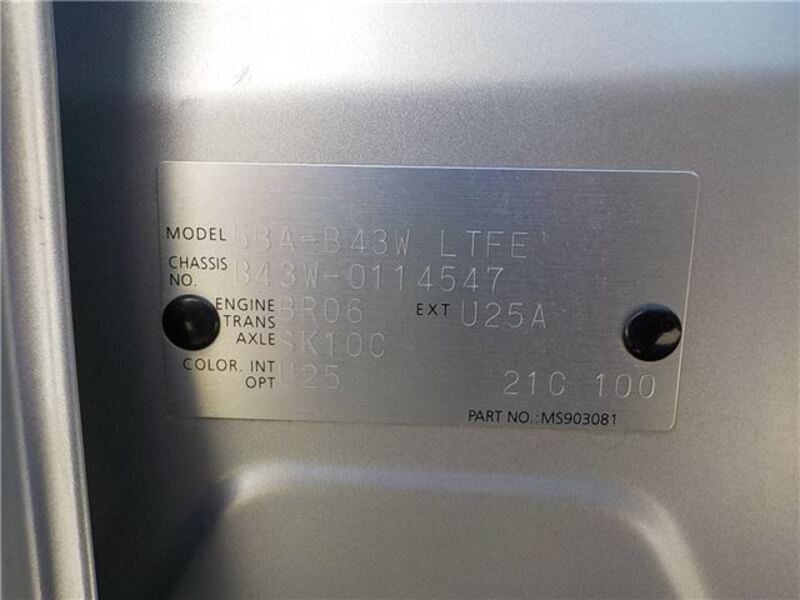 MODEL 5BA-B43W LTFE
CHASSIS NO. B43W-0114547
ENGINE BR06 EXT U25A
TRANS
AXLE SK10C
COLOR. INT U25
OPT 21C 100
PART NO.:MS903081